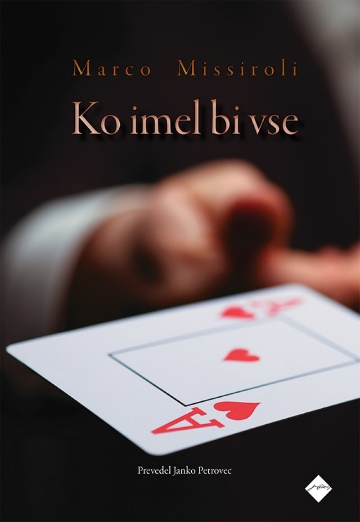 Marco Missiroli
Ko imel bi vse
A
Prevedel Janko Petrovec